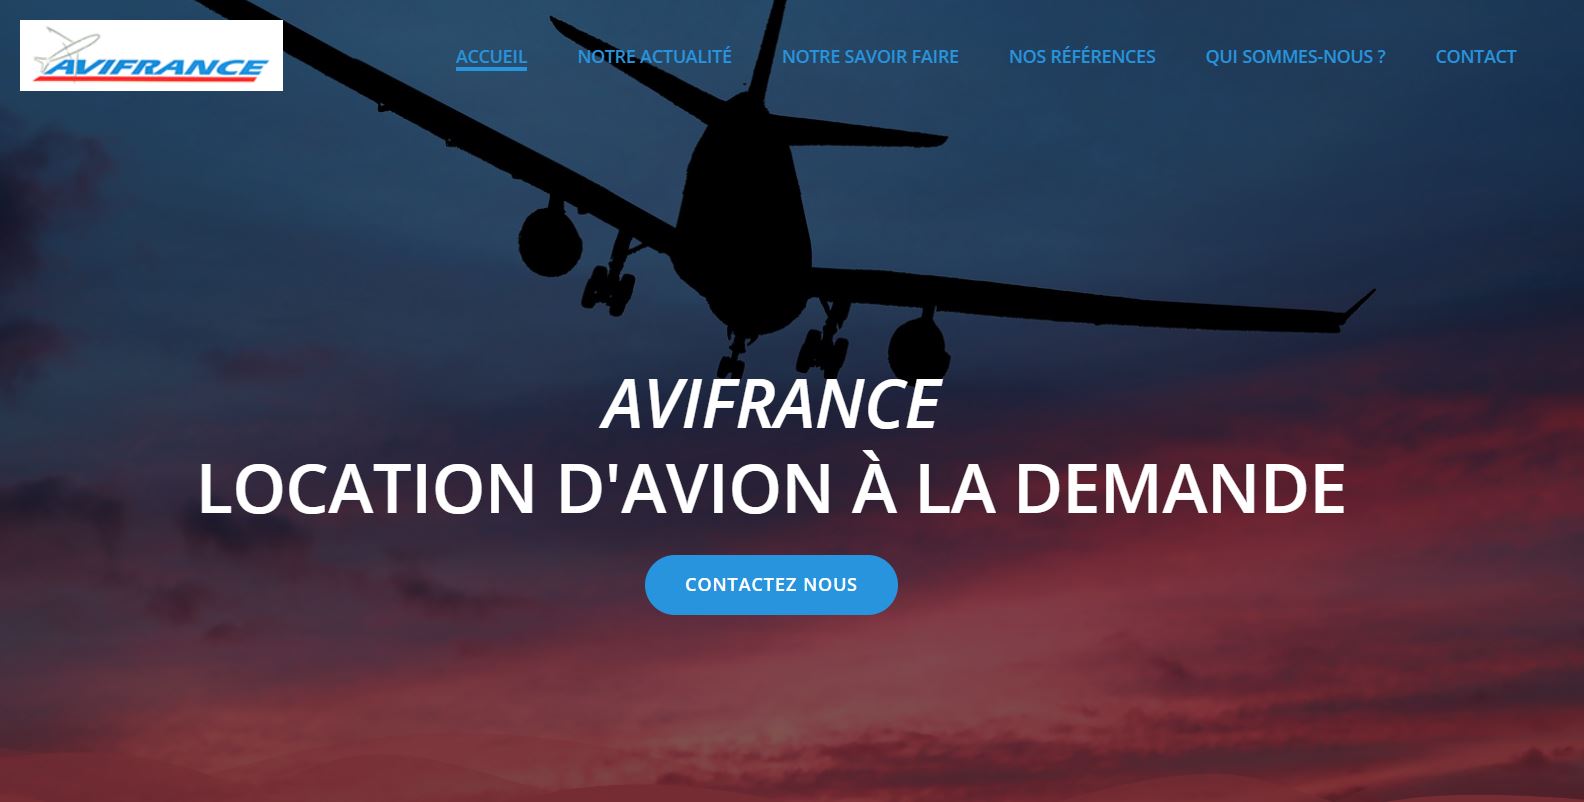 AVIFRANCE
ACCUEIL NOTRE ACTUALITÉ NOTRE SAVOIR FAIRE NOS RÉFÉRENCES QUI SOMMES-NOUS ? CONTACT
AVIFRANCE
LOCATION D'AVION À LA DEMANDE
CONTACTEZ NOUS